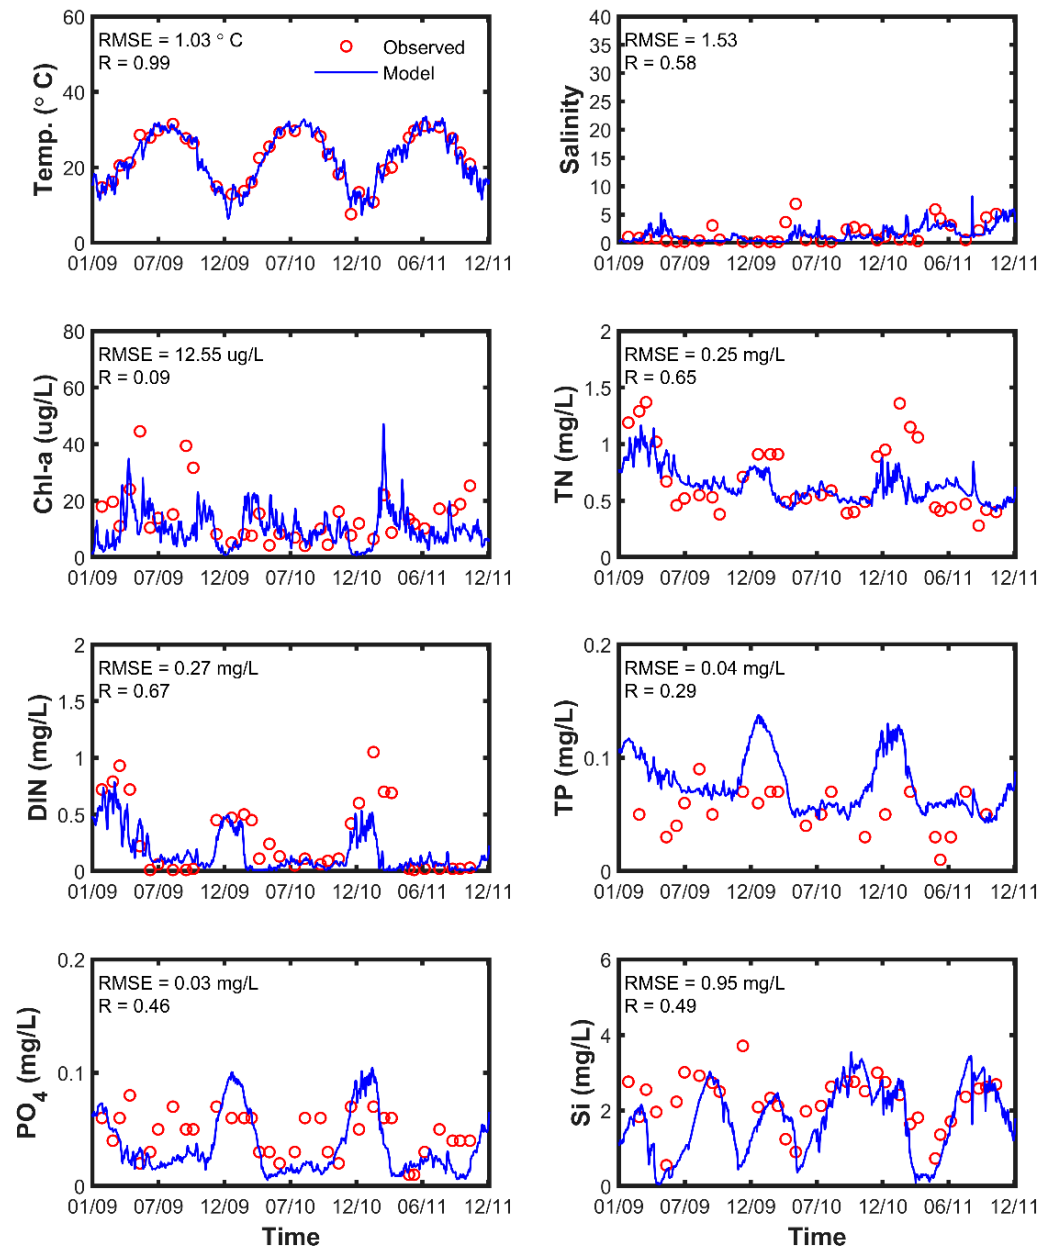 60
40
20
0
Temp. (° C)
RMSE = 1.03 ° C
R = 0.99
Observed
Model
01/09 07/09 12/09 07/10 12/10 06/11 12/11
40
35
30
25
20
15
10
5
0
Salinity
RMSE = 1.53
R = 0.58
01/09 07/09 12/09 07/10 12/10 06/11 12/11
80
60
40
20
0
Chl-a (ug/L)
RMSE = 12.55 ug/L
R = 0.09
01/09 07/09 12/09 07/10 12/10 06/11 12/11
2
1.5
1
0.5
0
TN (mg/L)
RMSE = 0.25 mg/L
R = 0.65
01/09 07/09 12/09 07/10 12/10 06/11 12/11
2
1.5
1
0.5
0
DIN (mg/L)
RMSE = 0.27 mg/L
R = 0.67
01/09 07/09 12/09 07/10 12/10 06/11 12/11
0.2
0.1
0
TP (mg/L)
RMSE = 0.04 mg/L
R = 0.29
01/09 07/09 12/09 07/10 12/10 06/11 12/11
0.2
0.1
0
PO4 (mg/L)
RMSE = 0.03 mg/L
R = 0.46
01/09 07/09 12/09 07/10 12/10 06/11 12/11
Time
6
4
2
0
Si (mg/L)
RMSE = 0.95 mg/L
R = 0.49
01/09 07/09 12/09 07/10 12/10 06/11 12/11
Time